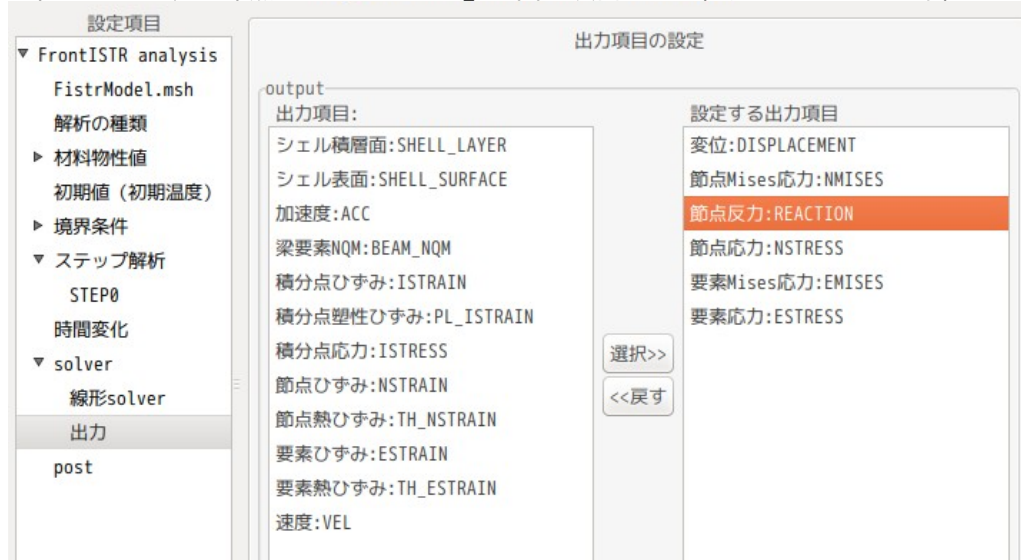 設定項目
▼ FrontISTR analysis
FistrModel.msh
解析の種類
▶ 材料物性値
初期値（初期温度）
▶ 境界条件
▼ ステップ解析
STEP0
時間変化
▼ solver
線形solver
出力
post
出力項目の設定
output
出力項目:
シェル積層面:SHELL_LAYER
シェル表面:SHELL_SURFACE
加速度:ACC
梁要素NQM:BEAM_NQM
積分点ひずみ:ISTRAIN
積分点塑性ひずみ:PL_ISTRAIN
積分点応力:ISTRESS
節点ひずみ:NSTRAIN
節点熱ひずみ:TH_NSTRAIN
要素ひずみ:ESTRAIN
要素熱ひずみ:TH_ESTRAIN
速度:VEL
選択>>
<<戻す
設定する出力項目
変位:DISPLACEMENT
節点Mises応力:NMISES
節点反力:REACTION
節点応力:NSTRESS
要素Mises応力:EMISES
要素応力:ESTRESS